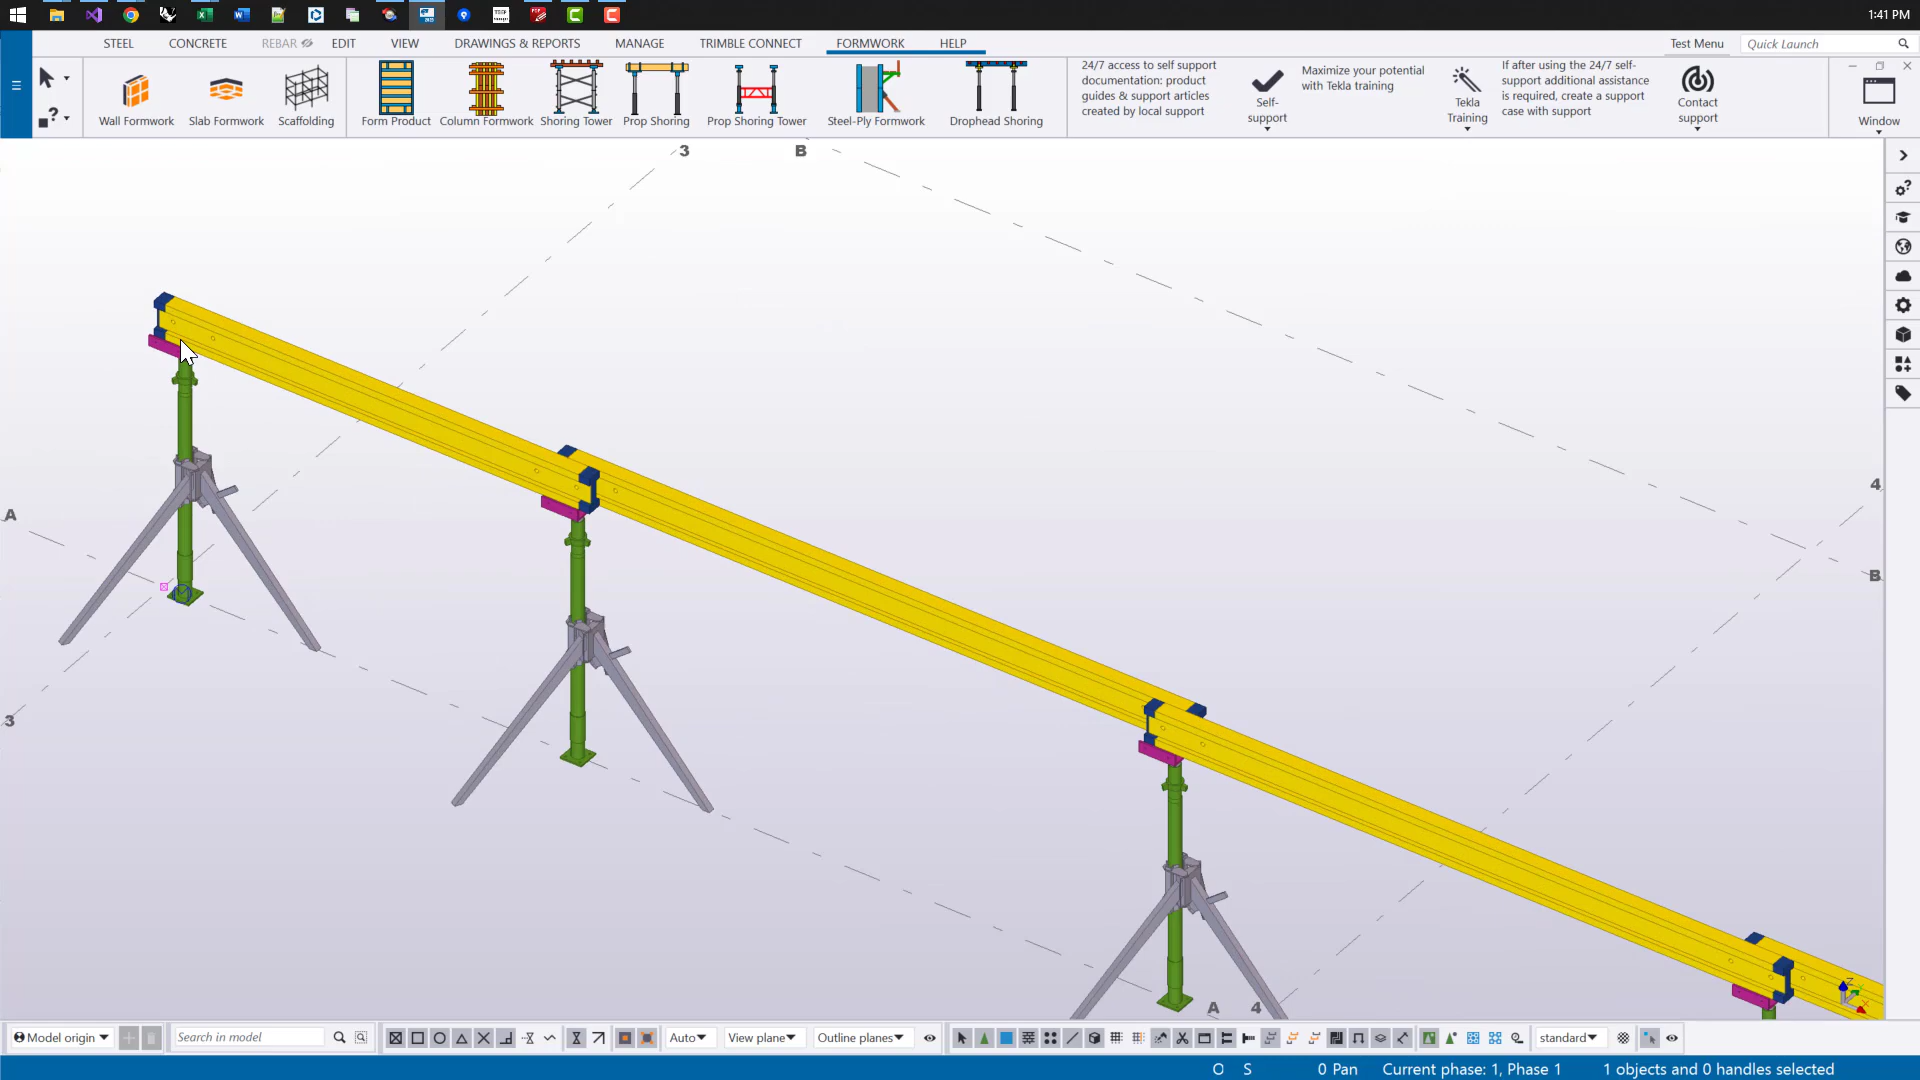 1:41 PM
STEEL CONCRETE REBAR EDIT VIEW DRAWINGS & REPORTS MANAGE TRIMBLE CONNECT FORMWORK HELP Test Menu Quick Launch
Wall Formwork Slab Formwork Scaffolding Form Product Column Formwork Shoring Tower Prop Shoring Prop Shoring Tower Steel-Ply Formwork Drophead Shoring
24/7 access to self support
documentation: product
guides & support articles
created by local support
Self-
support
Maximize your potential
with Tekla training
Tekla
Training
If after using the 24/7 self-
support additional assistance
is required, create a support
case with support
Contact
support
Window
3 B
4
A
B
3
A 4
Model origin Search in model Auto View plane Outline planes standard
O S 0 Pan Current phase: 1, Phase 1 1 objects and 0 handles selected